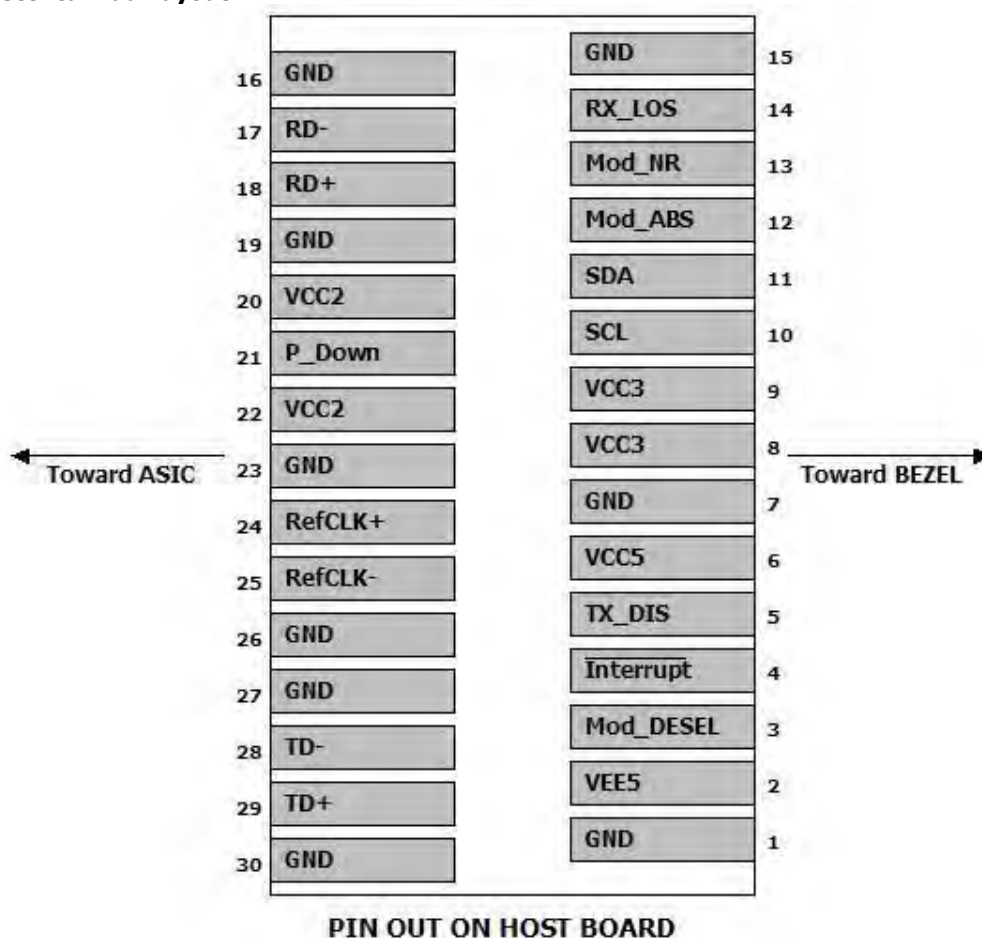 GND 15
16 GND
RX_LOS 14
17 RD-
Mod_NR 13
18 RD+
Mod_ABS 12
19 GND
SDA 11
20 VCC2
SCL 10
21 P_Down
VCC3 9
22 VCC2
VCC3 8
23 GND
Toward ASIC
Toward BEZEL
GND 7
24 RefCLK+
VCC5 6
25 RefCLK-
TX_DIS 5
26 GND
Interrupt 4
27 GND
Mod_DESEL 3
28 TD-
VEE5 2
29 TD+
GND 1
30 GND
PIN OUT ON HOST BOARD